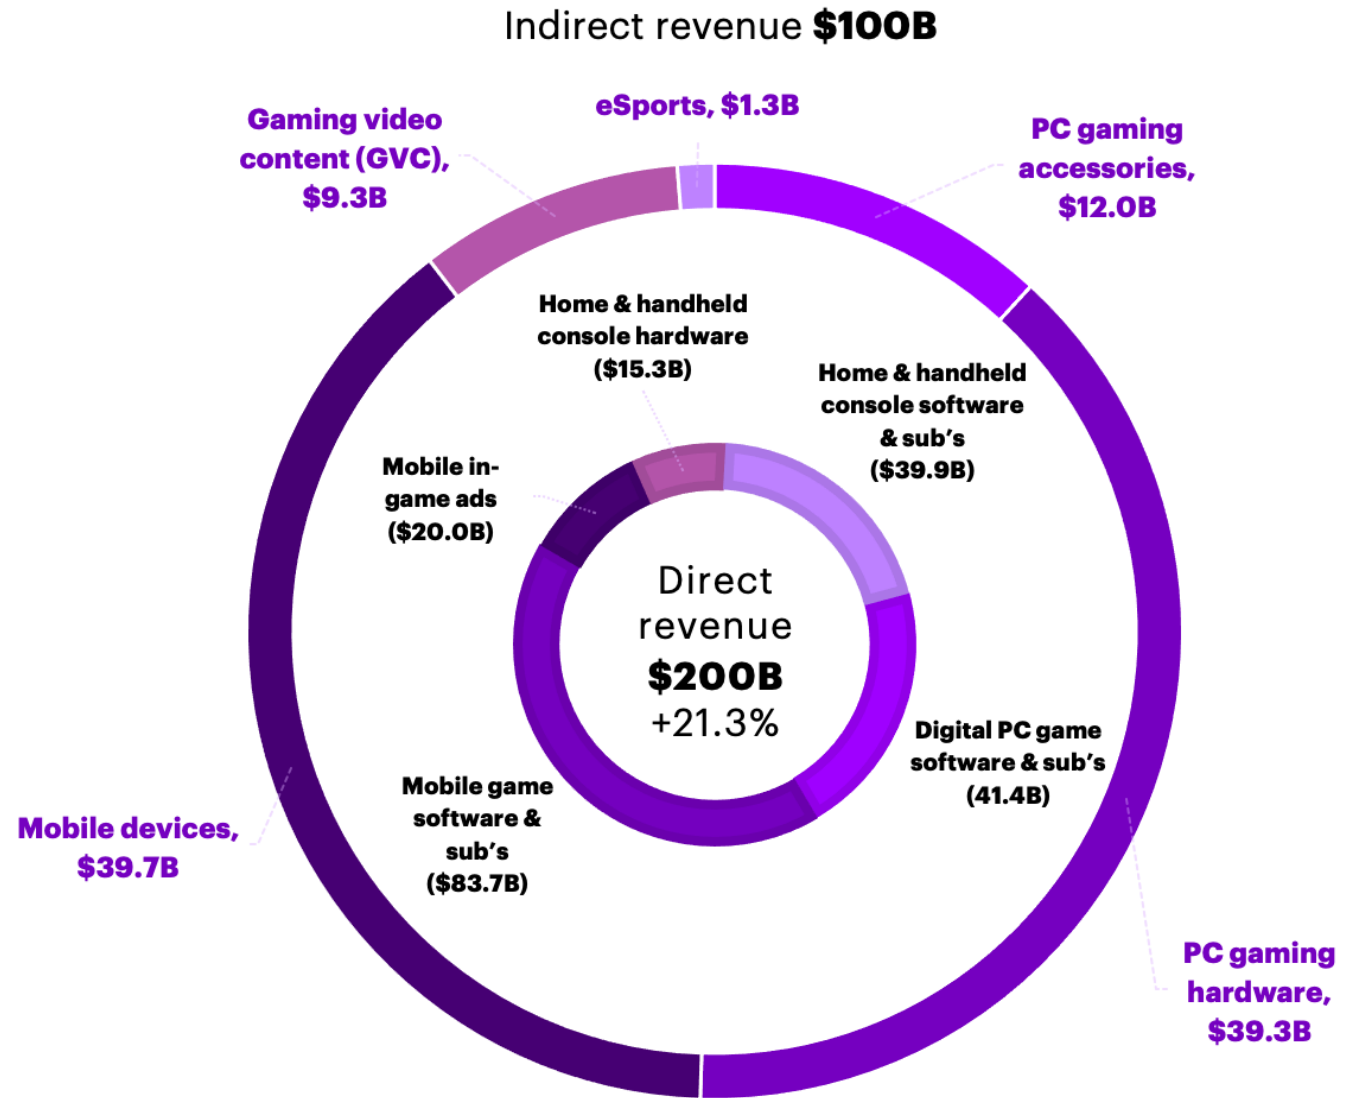 Indirect revenue $100B
eSports, $1.3B
Gaming video
content (GVC),
$9.3B
PC gaming
accessories,
$12.0B
Home & handheld
console hardware
($15.3B)
Home & handheld
console software
& sub's
($39.9B)
Mobile in-
game ads
($20.0B)
Direct
revenue
$200B
+21.3%
Digital PC game
software & sub's
(41.4B)
Mobile game
software &
sub's
($83.7B)
Mobile devices,
$39.7B
PC gaming
hardware,
$39.3B